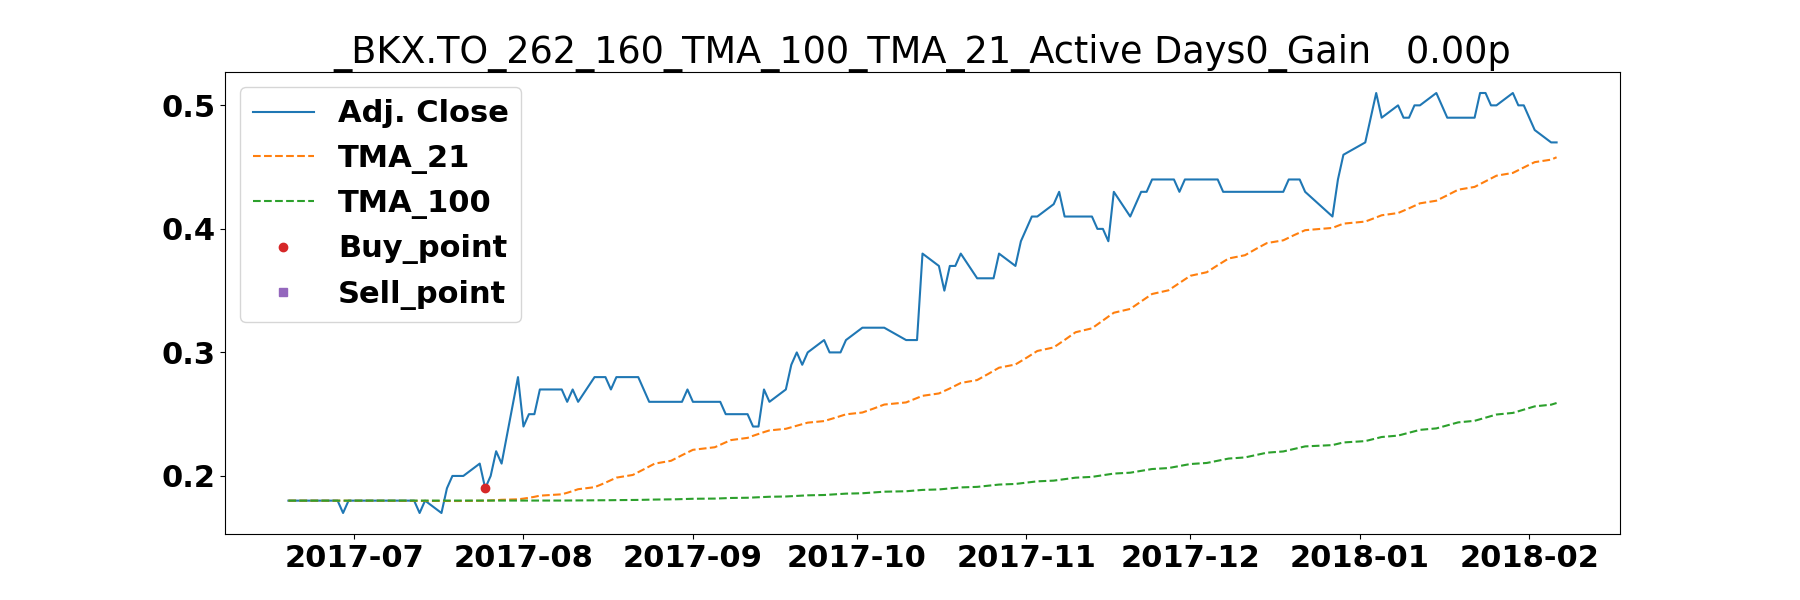 _BKX.TO_262_160_TMA_100_TMA_21_Active Days0_Gain   0.00p
0.5
0.4
0.3
0.2
Adj. Close
TMA_21
TMA_100
Buy_point
Sell_point
2017-07 2017-08 2017-09 2017-10 2017-11 2017-12 2018-01 2018-02